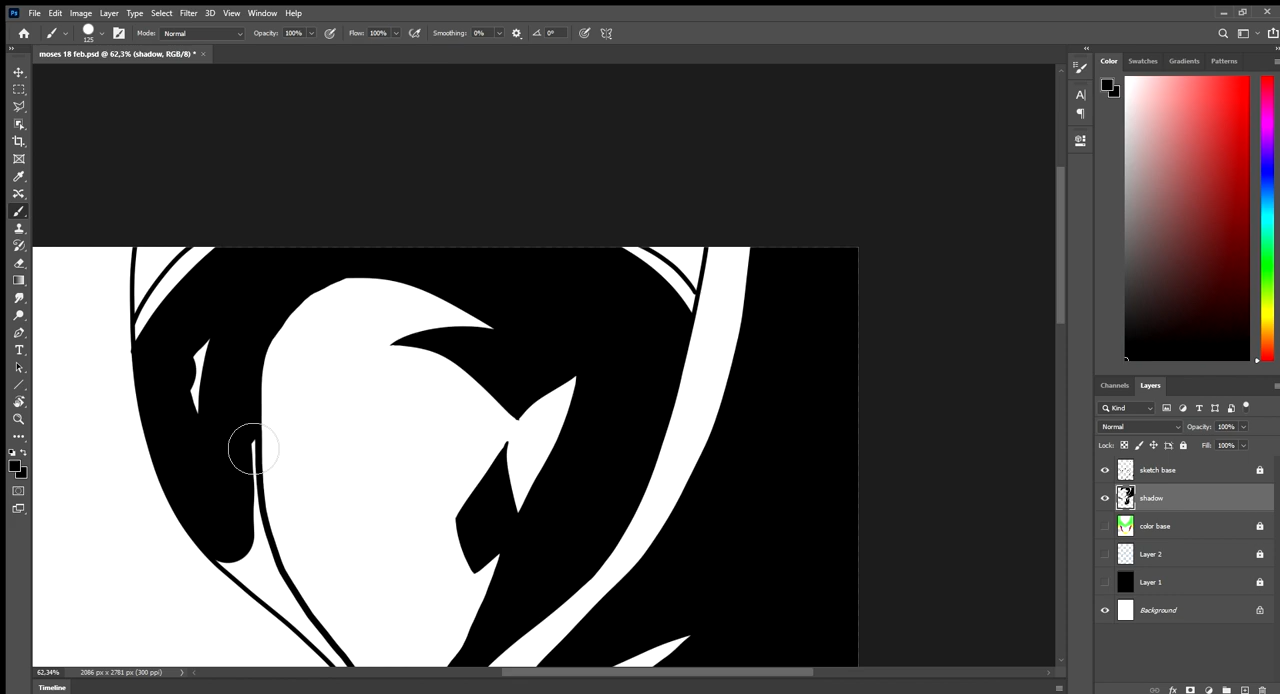 Ps File Edit Image Layer Type Select Filter 3D View Window Help
125 Mode: Normal Opacity: 100% Flow: 100% Smoothing: 0% 0°
moses 18 feb.psd @ 62,3% (shadow, RGB/8) * ×
Color Swatches Gradients Patterns
Channels Layers
Kind
Normal Opacity: 100%
Lock: Fill: 100%
sketch base
shadow
color base
Layer 2
Layer 1
Background
62,34% 2086 px x 2781 px (300 ppi)
Timeline